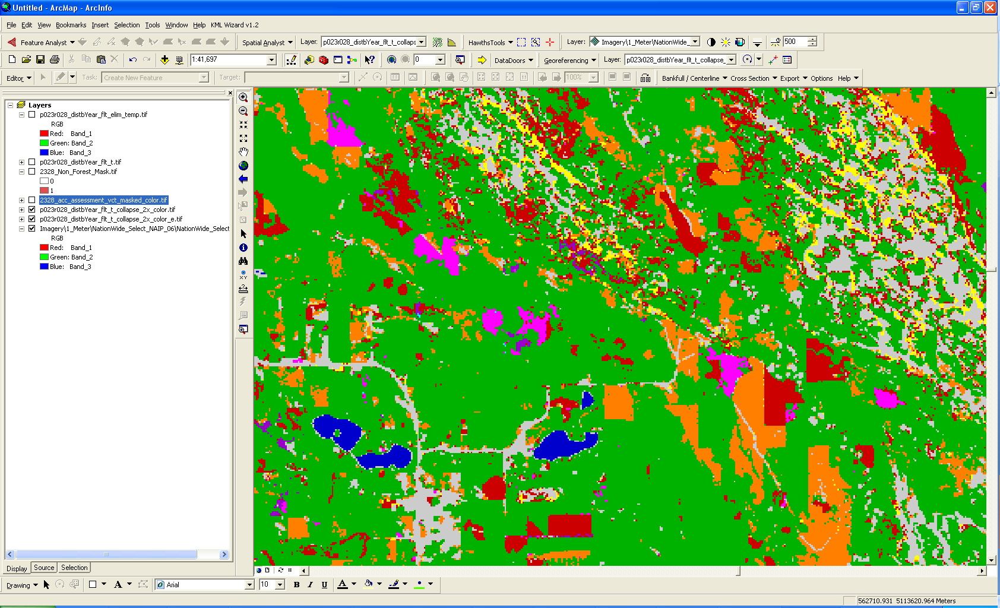 Untitled - ArcMap - ArcInfo
File Edit View Bookmarks Insert Selection Tools Window Help KML Wizard v1.2
Feature Analyst Spatial Analyst Layer: p023r028_distbYear_flt_t_collaps HawthsTools Layer: Imagery\1_Meter\NationWide_ 500
1:41,697 0 DataDoors Georeferencing Layer: p023r028_distbYear_flt_t_collapse_
Editor Task: Create New Feature Target: 100% Bankfull / Centerline Cross Section Export Options Help
Layers
p023r028_distbYear_flt_elim_temp.tif
RGB
Red: Band_1
Green: Band_2
Blue: Band_3
p023r028_distbYear_flt_t.tif
2328_Non_Forest_Mask.tif
0
1
2328_acc_assessment_vct_masked_color.tif
p023r028_distbYear_flt_t_collapse_2x_color.tif
p023r028_distbYear_flt_t_collapse_2x_color_e.tif
Imagery\1_Meter\NationWide_Select_NAIP_06\NationWide_Select
RGB
Red: Band_1
Green: Band_2
Blue: Band_3
Display Source Selection
Drawing A Arial 10 B I U A
562710.931 5113620.964 Meters